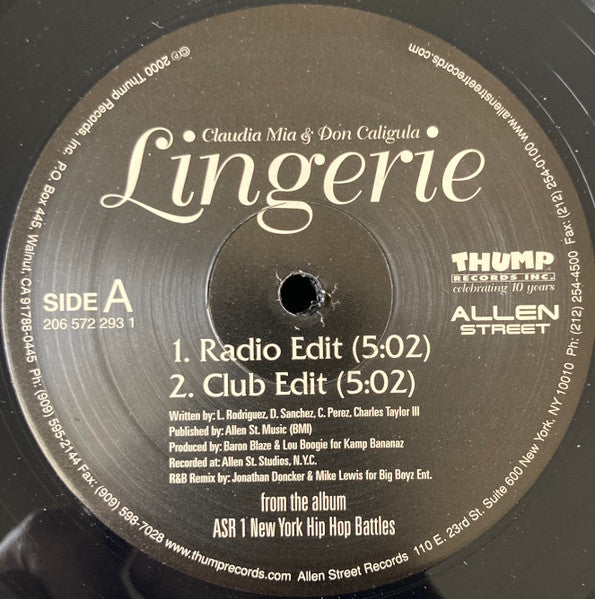 Claudia Mia & Don Caligula
Lingerie
THUMP
RECORDS INC.
celebrating 10 years
ALLEN
STREET
SIDE A
206 572 293 1
1. Radio Edit (5:02)
2. Club Edit (5:02)
Written by: L. Rodriguez, D. Sanchez, C. Perez, Charles Taylor III
Published by: Allen St. Music (BMI)
Produced by: Baron Blaze & Lou Boogie for Kamp Bananaz
Recorded at: Allen St. Studios, N.Y.C.
R&B Remix by: Jonathan Doncker & Mike Lewis for Big Boyz Ent.
from the album
ASR 1 New York Hip Hop Battles
©℗ 2000 Thump Records, Inc. P.O. Box 445, Walnut, CA 91788-0445 Ph: (909) 595-2144 Fax: (909) 598-7028 www.thumprecords.com
Allen Street Records 110 E. 23rd St. Suite 600 New York, NY 10010 Ph: (212) 254-4500 Fax: (212) 254-0100 www.allenstreetrecords.com